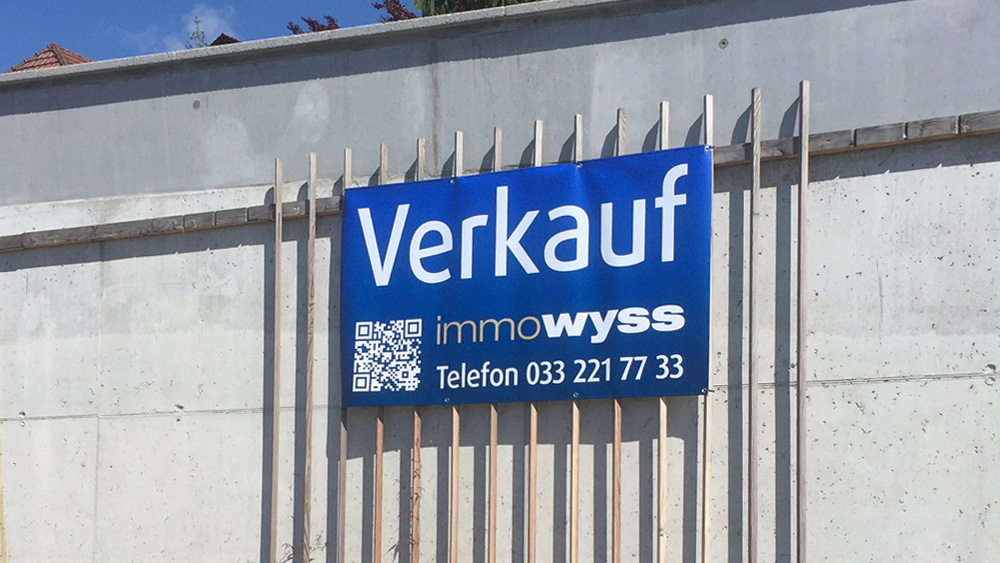 Verkauf
immowyss
Telefon 033 221 77 33